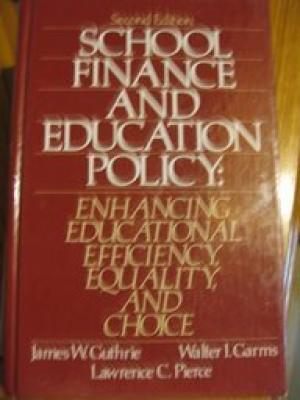 Second Edition
SCHOOL
FINANCE
AND
EDUCATION
POLICY:
ENHANCING
EDUCATIONAL
EFFICIENCY,
EQUALITY,
AND
CHOICE
James W. Guthrie Walter I. Garms
Lawrence C. Pierce